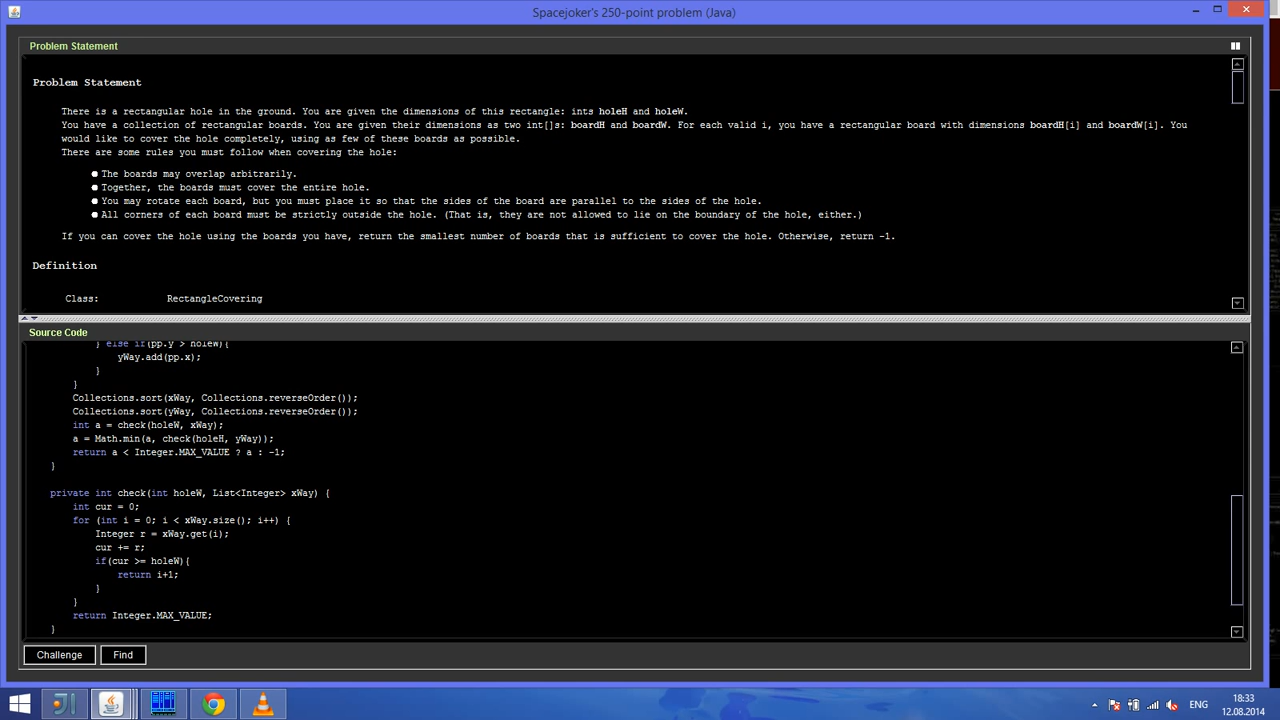 Spacejoker's 250-point problem (Java)
Problem Statement
Problem Statement
There is a rectangular hole in the ground. You are given the dimensions of this rectangle: ints holeH and holeW.
You have a collection of rectangular boards. You are given their dimensions as two int[]s: boardH and boardW. For each valid i, you have a rectangular board with dimensions boardH[i] and boardW[i]. You
would like to cover the hole completely, using as few of these boards as possible.
There are some rules you must follow when covering the hole:
The boards may overlap arbitrarily.
Together, the boards must cover the entire hole.
You may rotate each board, but you must place it so that the sides of the board are parallel to the sides of the hole.
All corners of each board must be strictly outside the hole. (That is, they are not allowed to lie on the boundary of the hole, either.)
If you can cover the hole using the boards you have, return the smallest number of boards that is sufficient to cover the hole. Otherwise, return -1.
Definition
Class: RectangleCovering
Source Code
} else if(pp.y > holeW){
yWay.add(pp.x);
}
}
Collections.sort(xWay, Collections.reverseOrder());
Collections.sort(yWay, Collections.reverseOrder());
int a = check(holeW, xWay);
a = Math.min(a, check(holeH, yWay));
return a < Integer.MAX_VALUE ? a : -1;
}
private int check(int holeW, List<Integer> xWay) {
int cur = 0;
for (int i = 0; i < xWay.size(); i++) {
Integer r = xWay.get(i);
cur += r;
if(cur >= holeW){
return i+1;
}
}
return Integer.MAX_VALUE;
}
Challenge Find
ENG 18:33
12.08.2014